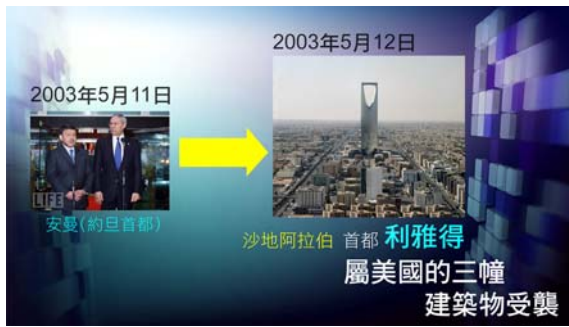 2003年5月11日
LIFE
安曼(約旦首都)
2003年5月12日
沙地阿拉伯 首都 利雅得
屬美國的三幢
建築物受襲